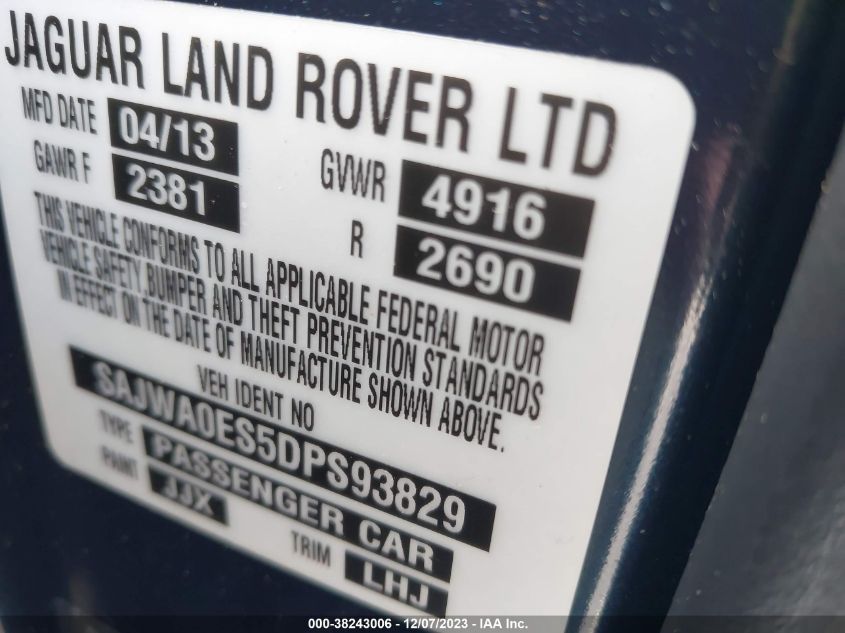 JAGUAR LAND ROVER LTD
MFD DATE 04/13 GVWR 4916
GAWR F 2381 R 2690
THIS VEHICLE CONFORMS TO ALL APPLICABLE FEDERAL MOTOR
VEHICLE SAFETY, BUMPER AND THEFT PREVENTION STANDARDS
IN EFFECT ON THE DATE OF MANUFACTURE SHOWN ABOVE.
VEH IDENT NO
SAJWA0ES5DPS93829
TYPE PASSENGER CAR
PAINT JJX TRIM LHJ
000-38243006 - 12/07/2023 - IAA Inc.